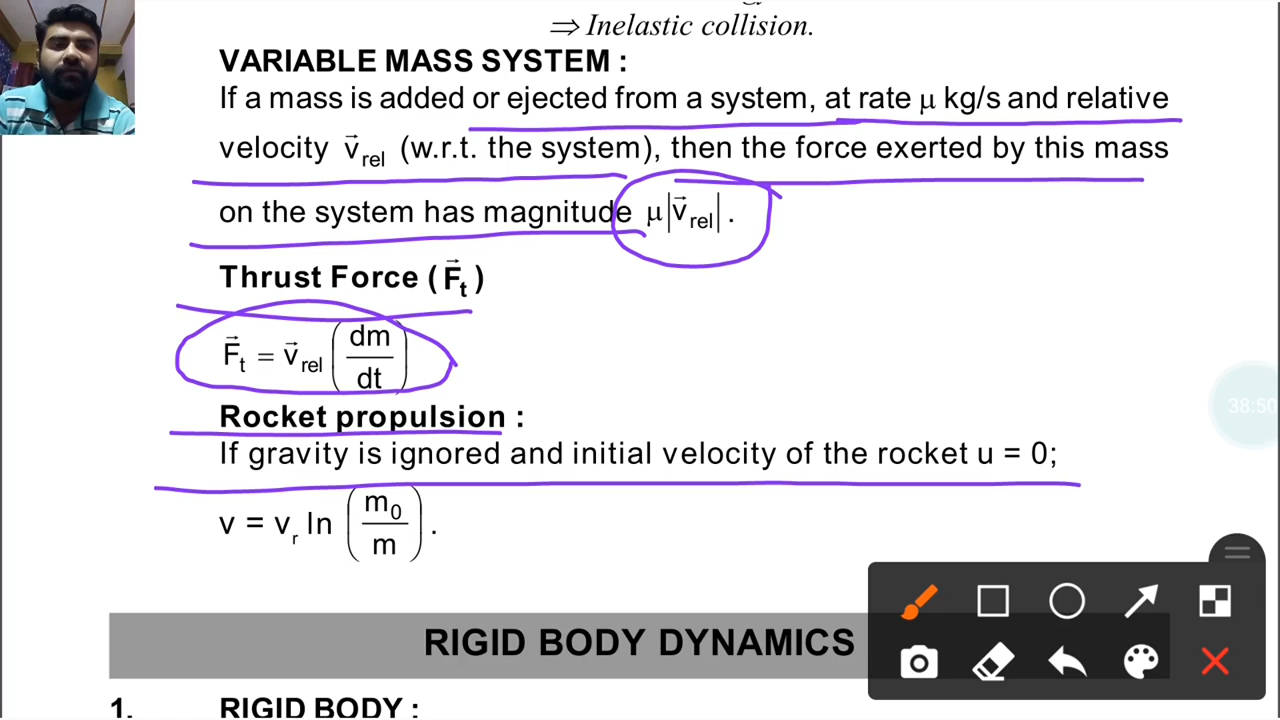 ⇒ Inelastic collision.
VARIABLE MASS SYSTEM :
If a mass is added or ejected from a system, at rate μ kg/s and relative
velocity v⃗rel (w.r.t. the system), then the force exerted by this mass
on the system has magnitude μ|v⃗rel|.
Thrust Force (F⃗t)
F⃗t = v⃗rel (dm/dt)
Rocket propulsion :
If gravity is ignored and initial velocity of the rocket u = 0;
v = vr ln (m0/m).
38:50
RIGID BODY DYNAMICS
1. RIGID BODY :